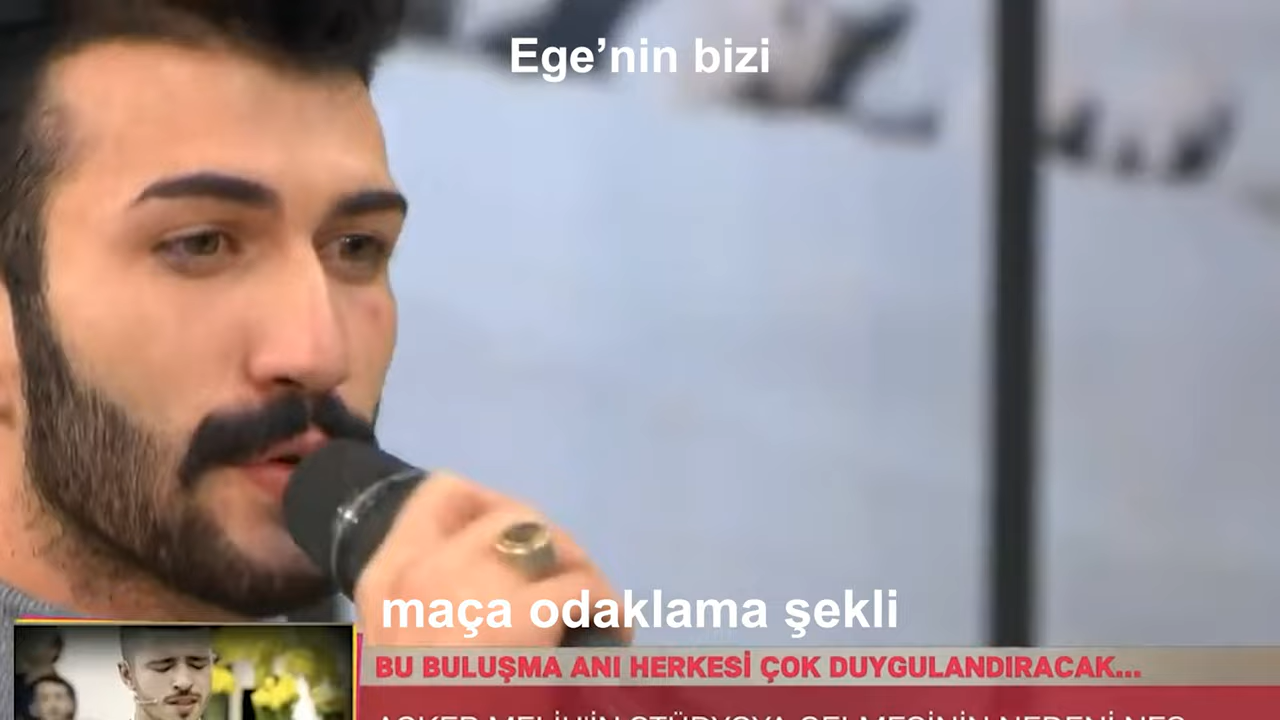 Ege’nin bizi
maça odaklama şekli
BU BULUŞMA ANI HERKESİ ÇOK DUYGULANDIRACAK...